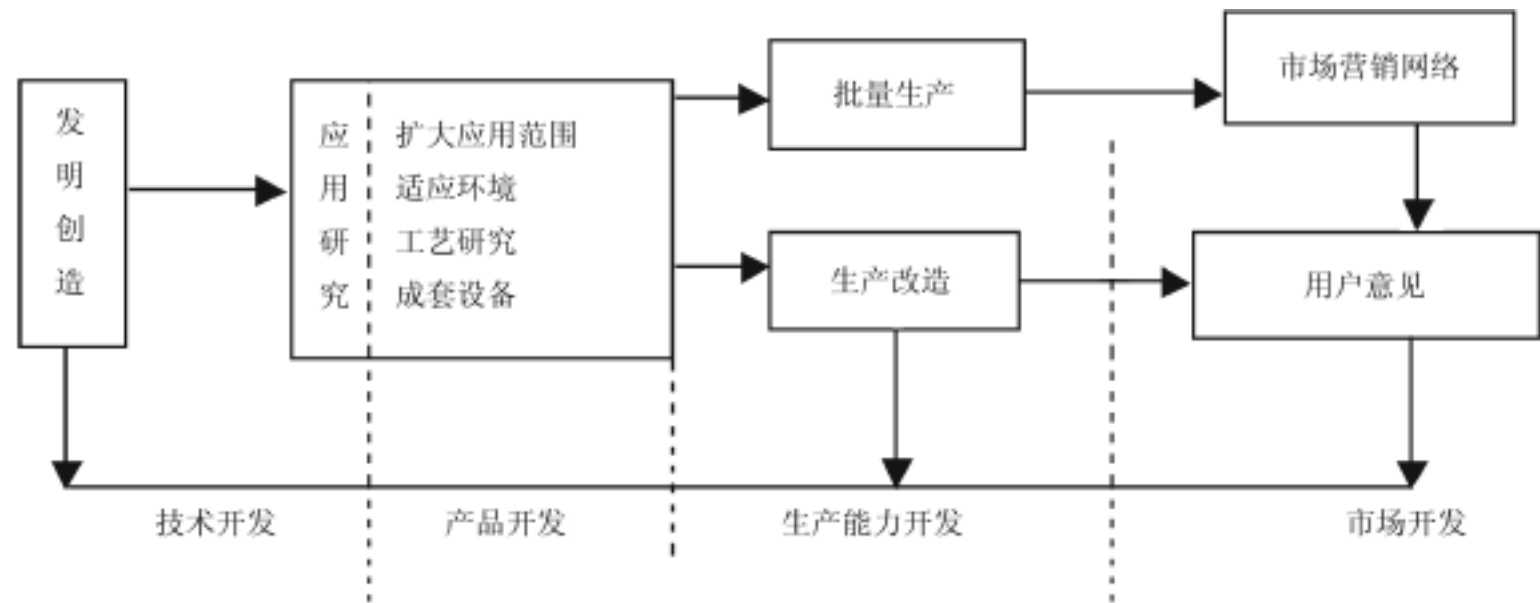 发明创造
应用研究
扩大应用范围
适应环境
工艺研究
成套设备
批量生产
生产改造
市场营销网络
用户意见
技术开发
产品开发
生产能力开发
市场开发